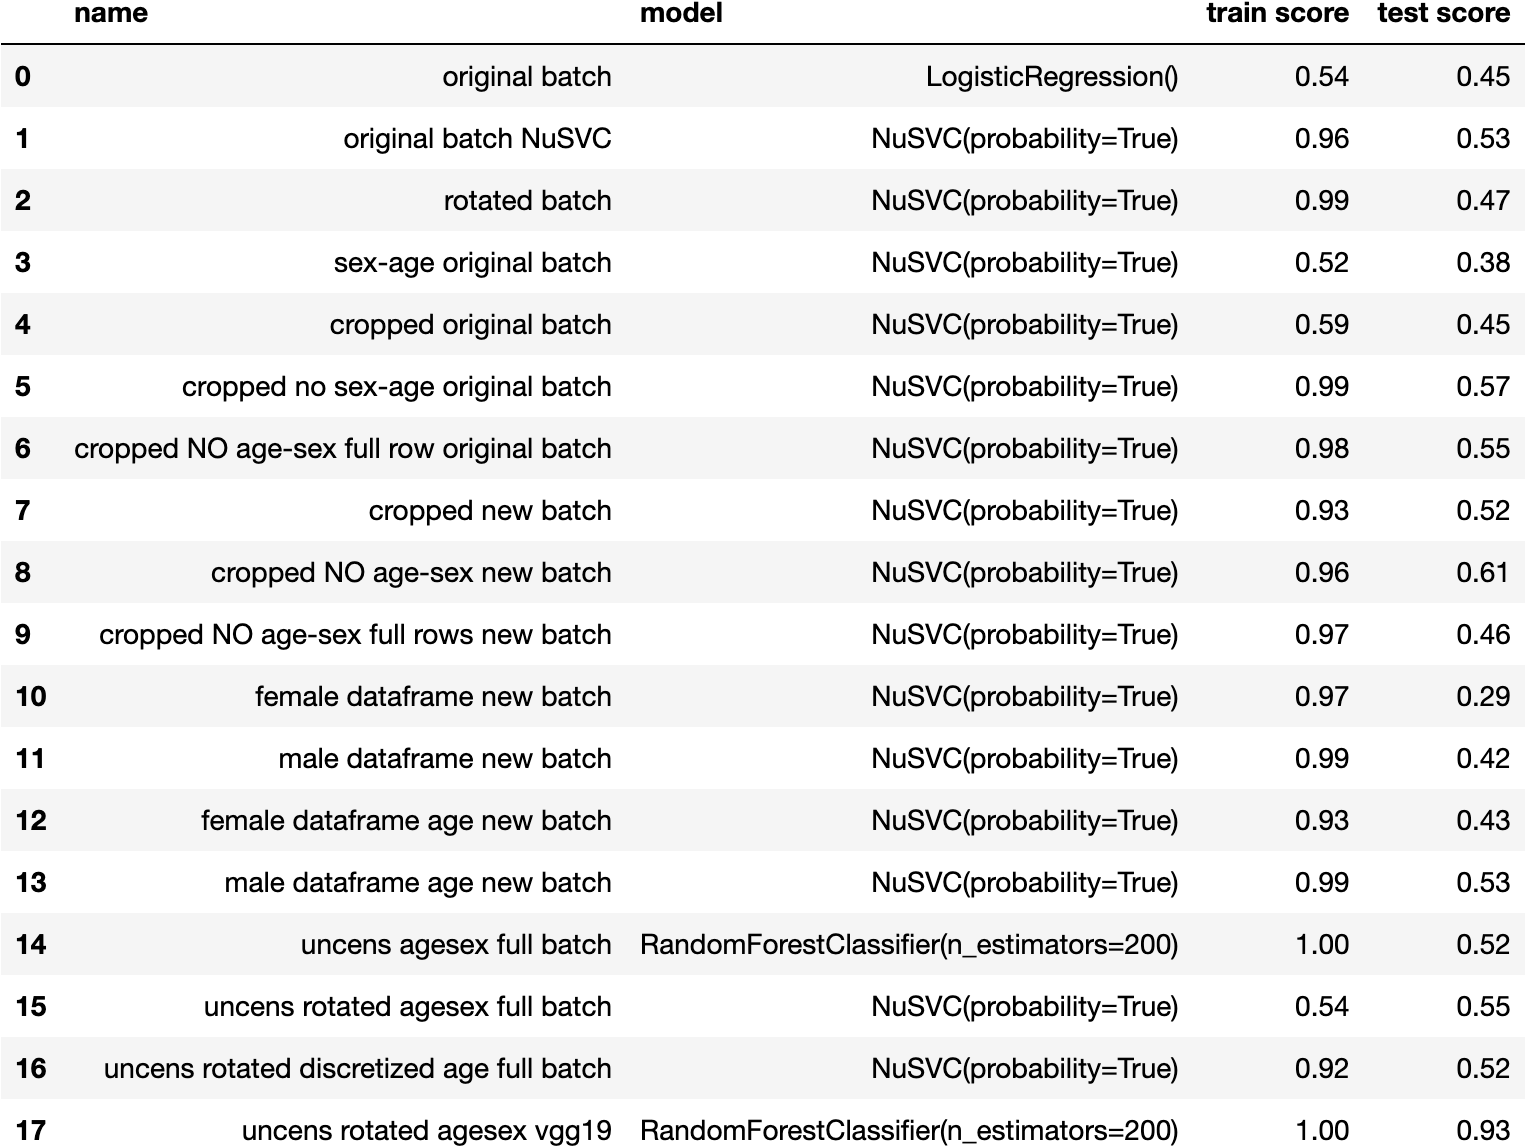 name model train score test score
0 original batch LogisticRegression() 0.54 0.45
1 original batch NuSVC NuSVC(probability=True) 0.96 0.53
2 rotated batch NuSVC(probability=True) 0.99 0.47
3 sex-age original batch NuSVC(probability=True) 0.52 0.38
4 cropped original batch NuSVC(probability=True) 0.59 0.45
5 cropped no sex-age original batch NuSVC(probability=True) 0.99 0.57
6 cropped NO age-sex full row original batch NuSVC(probability=True) 0.98 0.55
7 cropped new batch NuSVC(probability=True) 0.93 0.52
8 cropped NO age-sex new batch NuSVC(probability=True) 0.96 0.61
9 cropped NO age-sex full rows new batch NuSVC(probability=True) 0.97 0.46
10 female dataframe new batch NuSVC(probability=True) 0.97 0.29
11 male dataframe new batch NuSVC(probability=True) 0.99 0.42
12 female dataframe age new batch NuSVC(probability=True) 0.93 0.43
13 male dataframe age new batch NuSVC(probability=True) 0.99 0.53
14 uncens agesex full batch RandomForestClassifier(n_estimators=200) 1.00 0.52
15 uncens rotated agesex full batch NuSVC(probability=True) 0.54 0.55
16 uncens rotated discretized age full batch NuSVC(probability=True) 0.92 0.52
17 uncens rotated agesex vgg19 RandomForestClassifier(n_estimators=200) 1.00 0.93